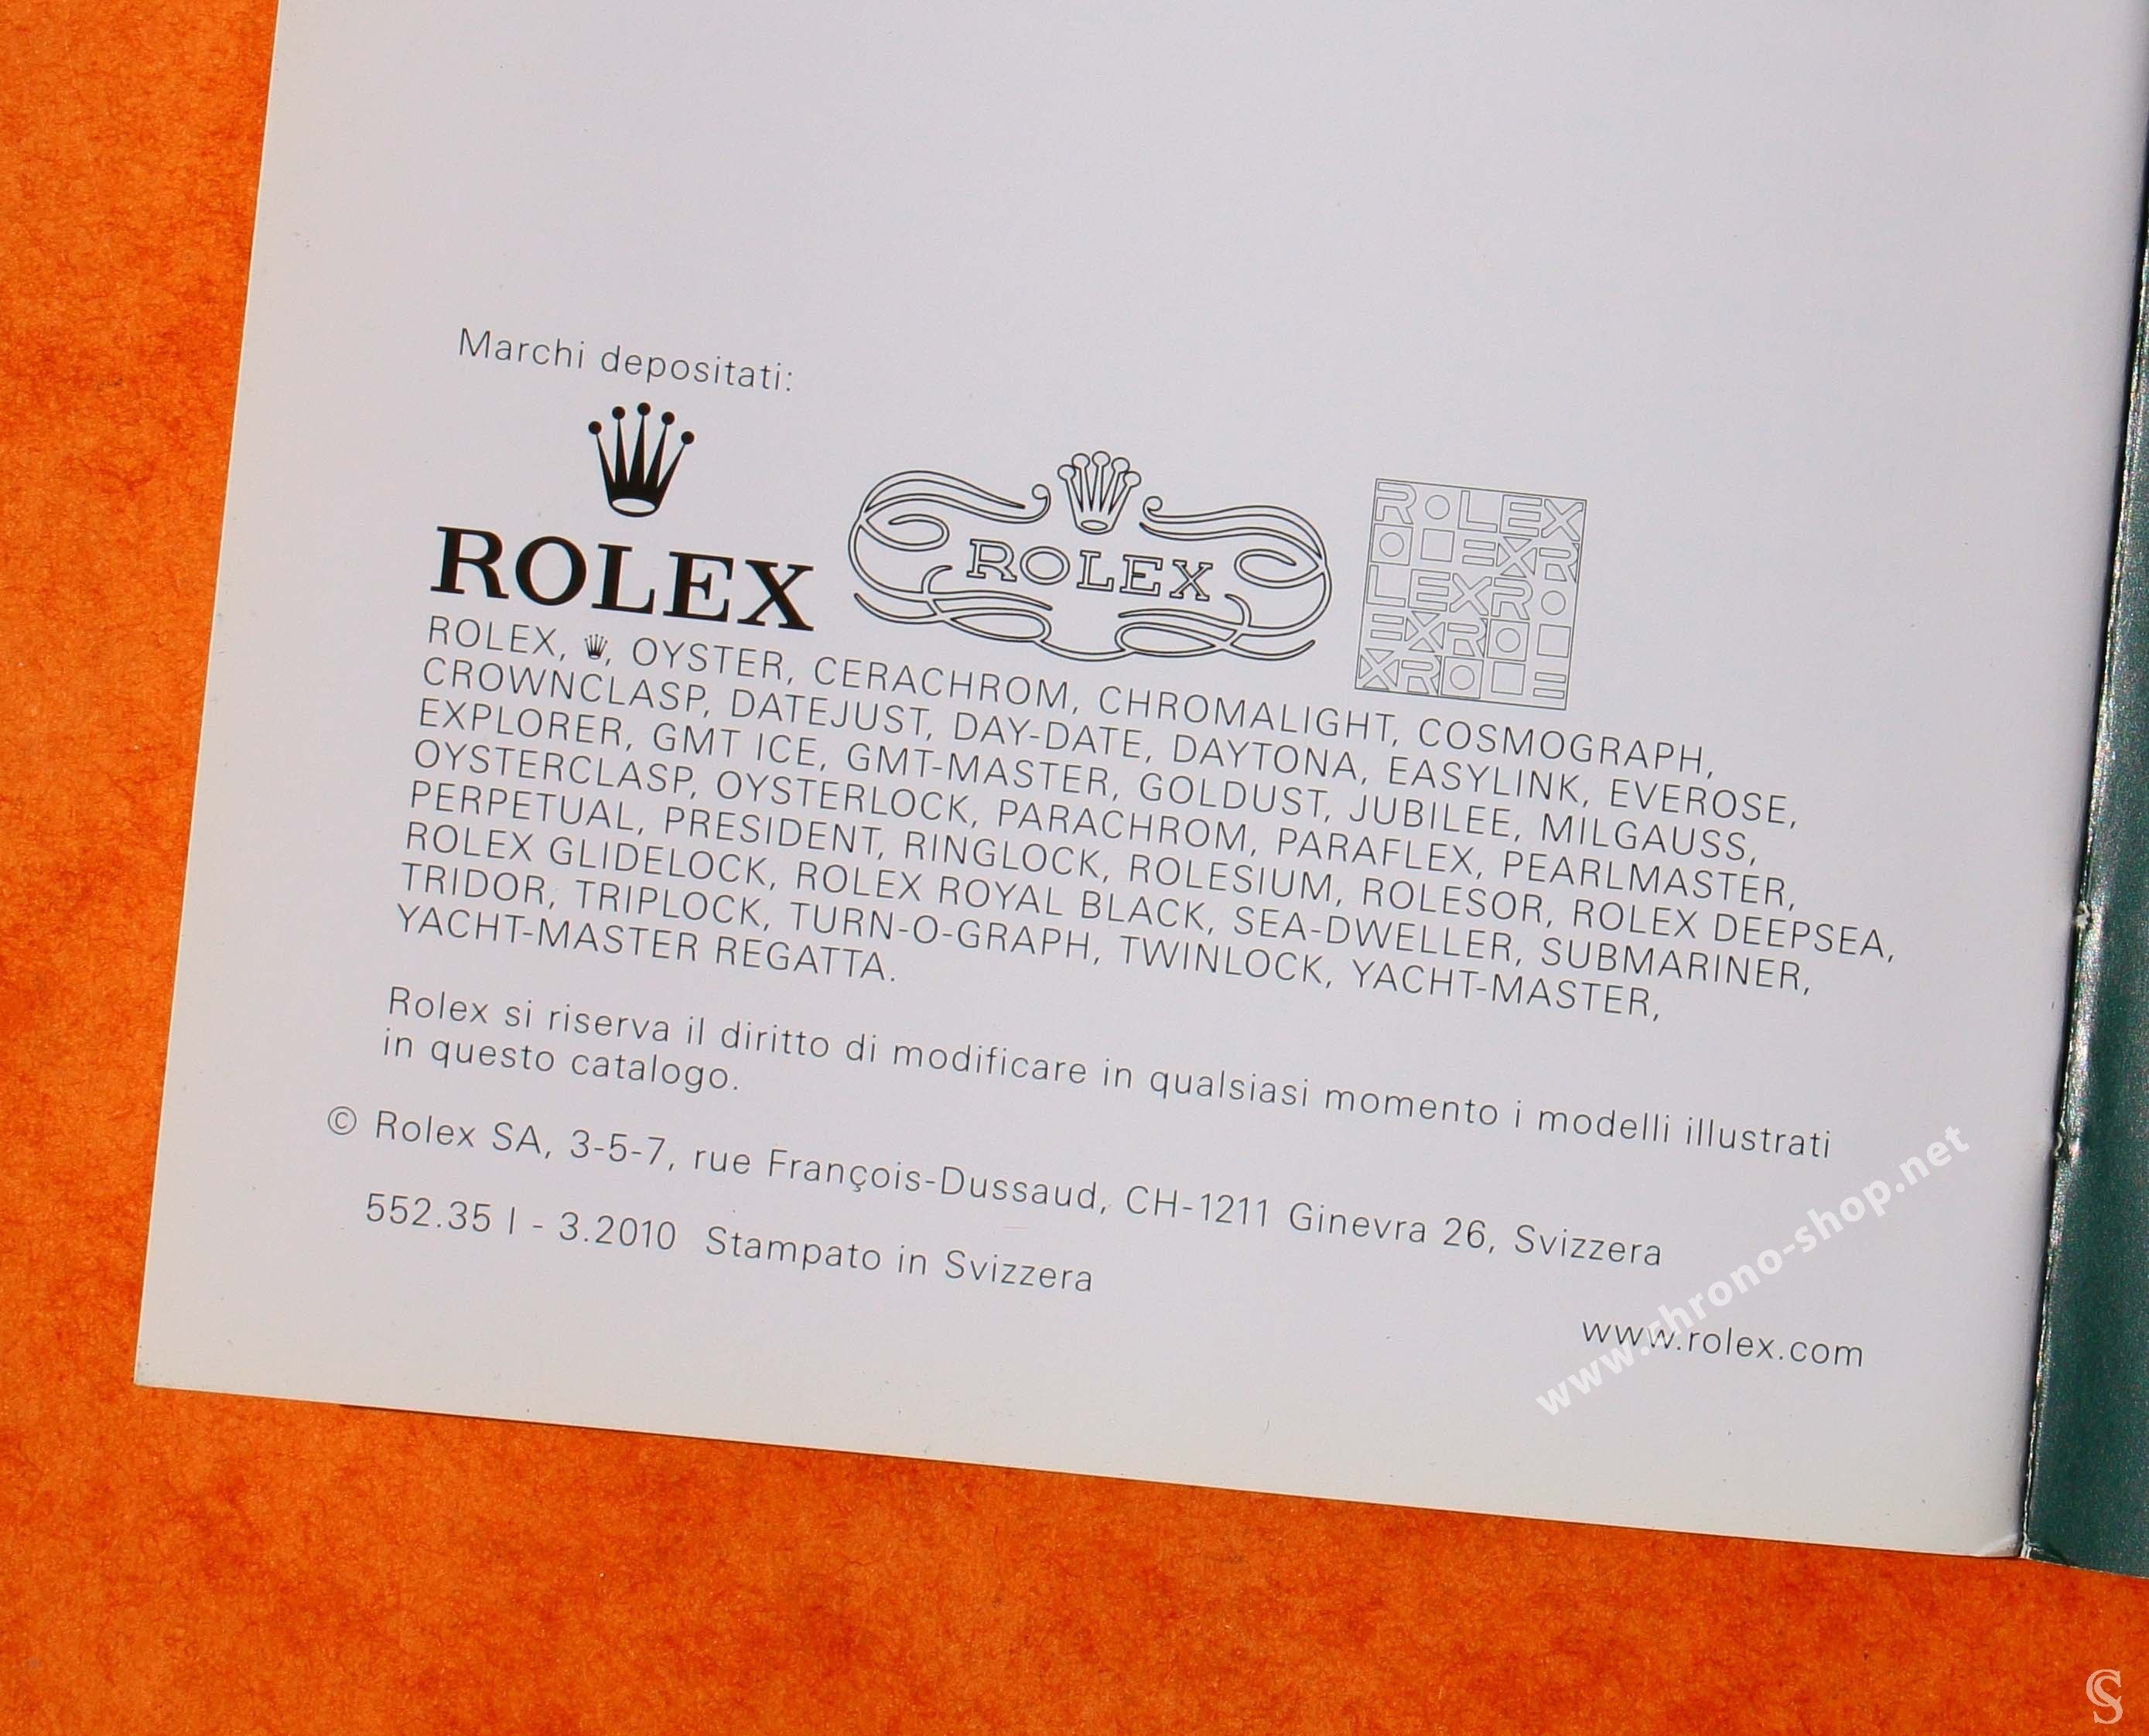 Marchi depositati:
ROLEX
ROLEX
ROLEX
O EXR
LEXRO
EXRO
XRO E
ROLEX, , OYSTER, CERACHROM, CHROMALIGHT, COSMOGRAPH,
CROWNCLASP, DATEJUST, DAY-DATE, DAYTONA, EASYLINK, EVEROSE,
EXPLORER, GMT ICE, GMT-MASTER, GOLDUST, JUBILEE, MILGAUSS,
OYSTERCLASP, OYSTERLOCK, PARACHROM, PARAFLEX, PEARLMASTER,
PERPETUAL, PRESIDENT, RINGLOCK, ROLESIUM, ROLESOR, ROLEX DEEPSEA,
ROLEX GLIDELOCK, ROLEX ROYAL BLACK, SEA-DWELLER, SUBMARINER,
TRIDOR, TRIPLOCK, TURN-O-GRAPH, TWINLOCK, YACHT-MASTER,
YACHT-MASTER REGATTA.
Rolex si riserva il diritto di modificare in qualsiasi momento i modelli illustrati
in questo catalogo.
© Rolex SA, 3-5-7, rue François-Dussaud, CH-1211 Ginevra 26, Svizzera
552.35 I - 3.2010 Stampato in Svizzera
www.rolex.com
www.chrono-shop.net